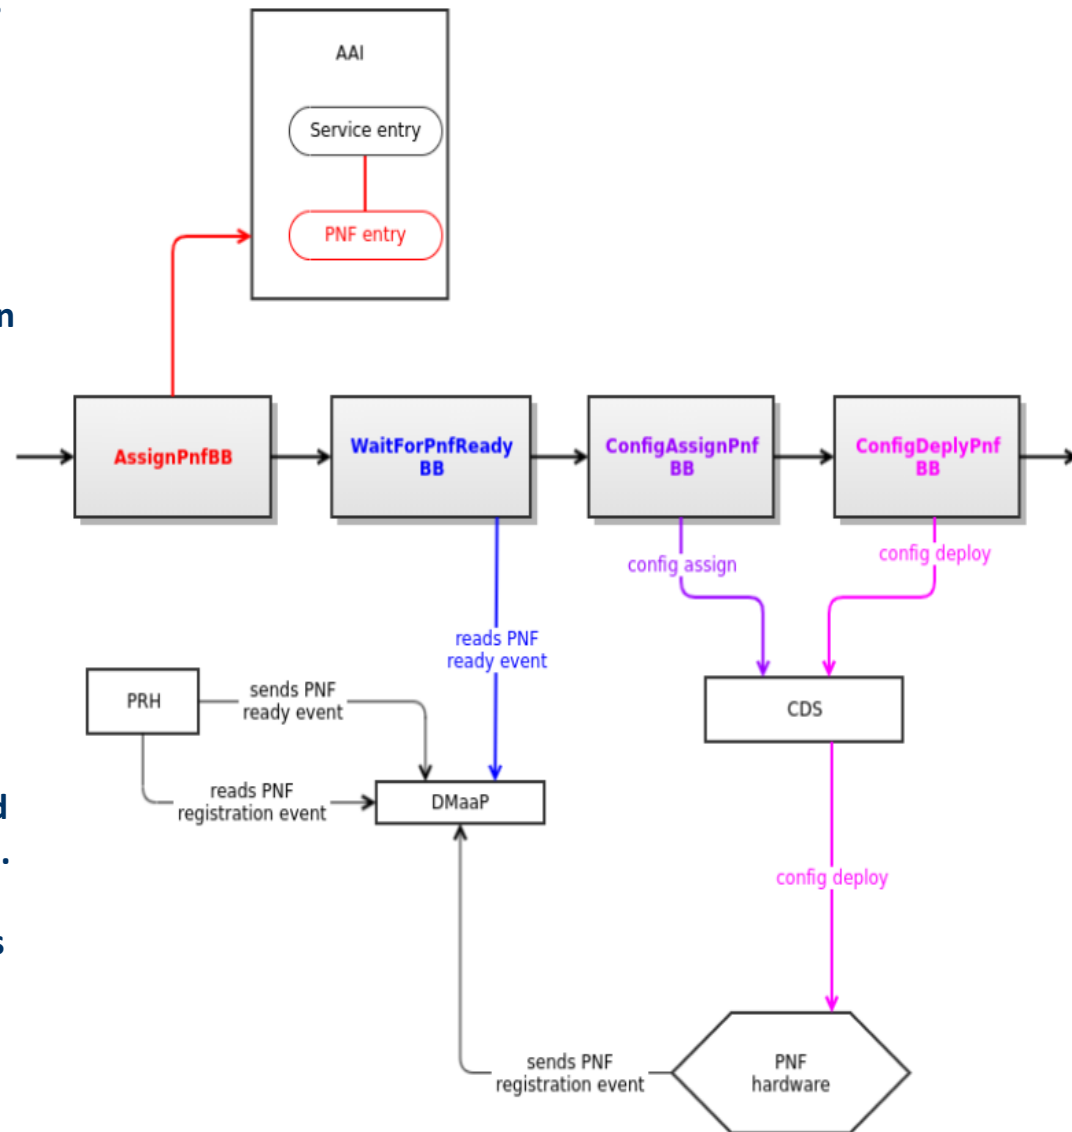 AAI
Service entry
PNF entry
n
AssignPnfBB
WaitForPnfReady
BB
ConfigAssignPnf
BB
ConfigDeplyPnf
BB
config assign
config deploy
reads PNF
ready event
PRH
sends PNF
ready event
CDS
reads PNF
registration event
DMaaP
d
.
config deploy
s
sends PNF
registration event
PNF
hardware